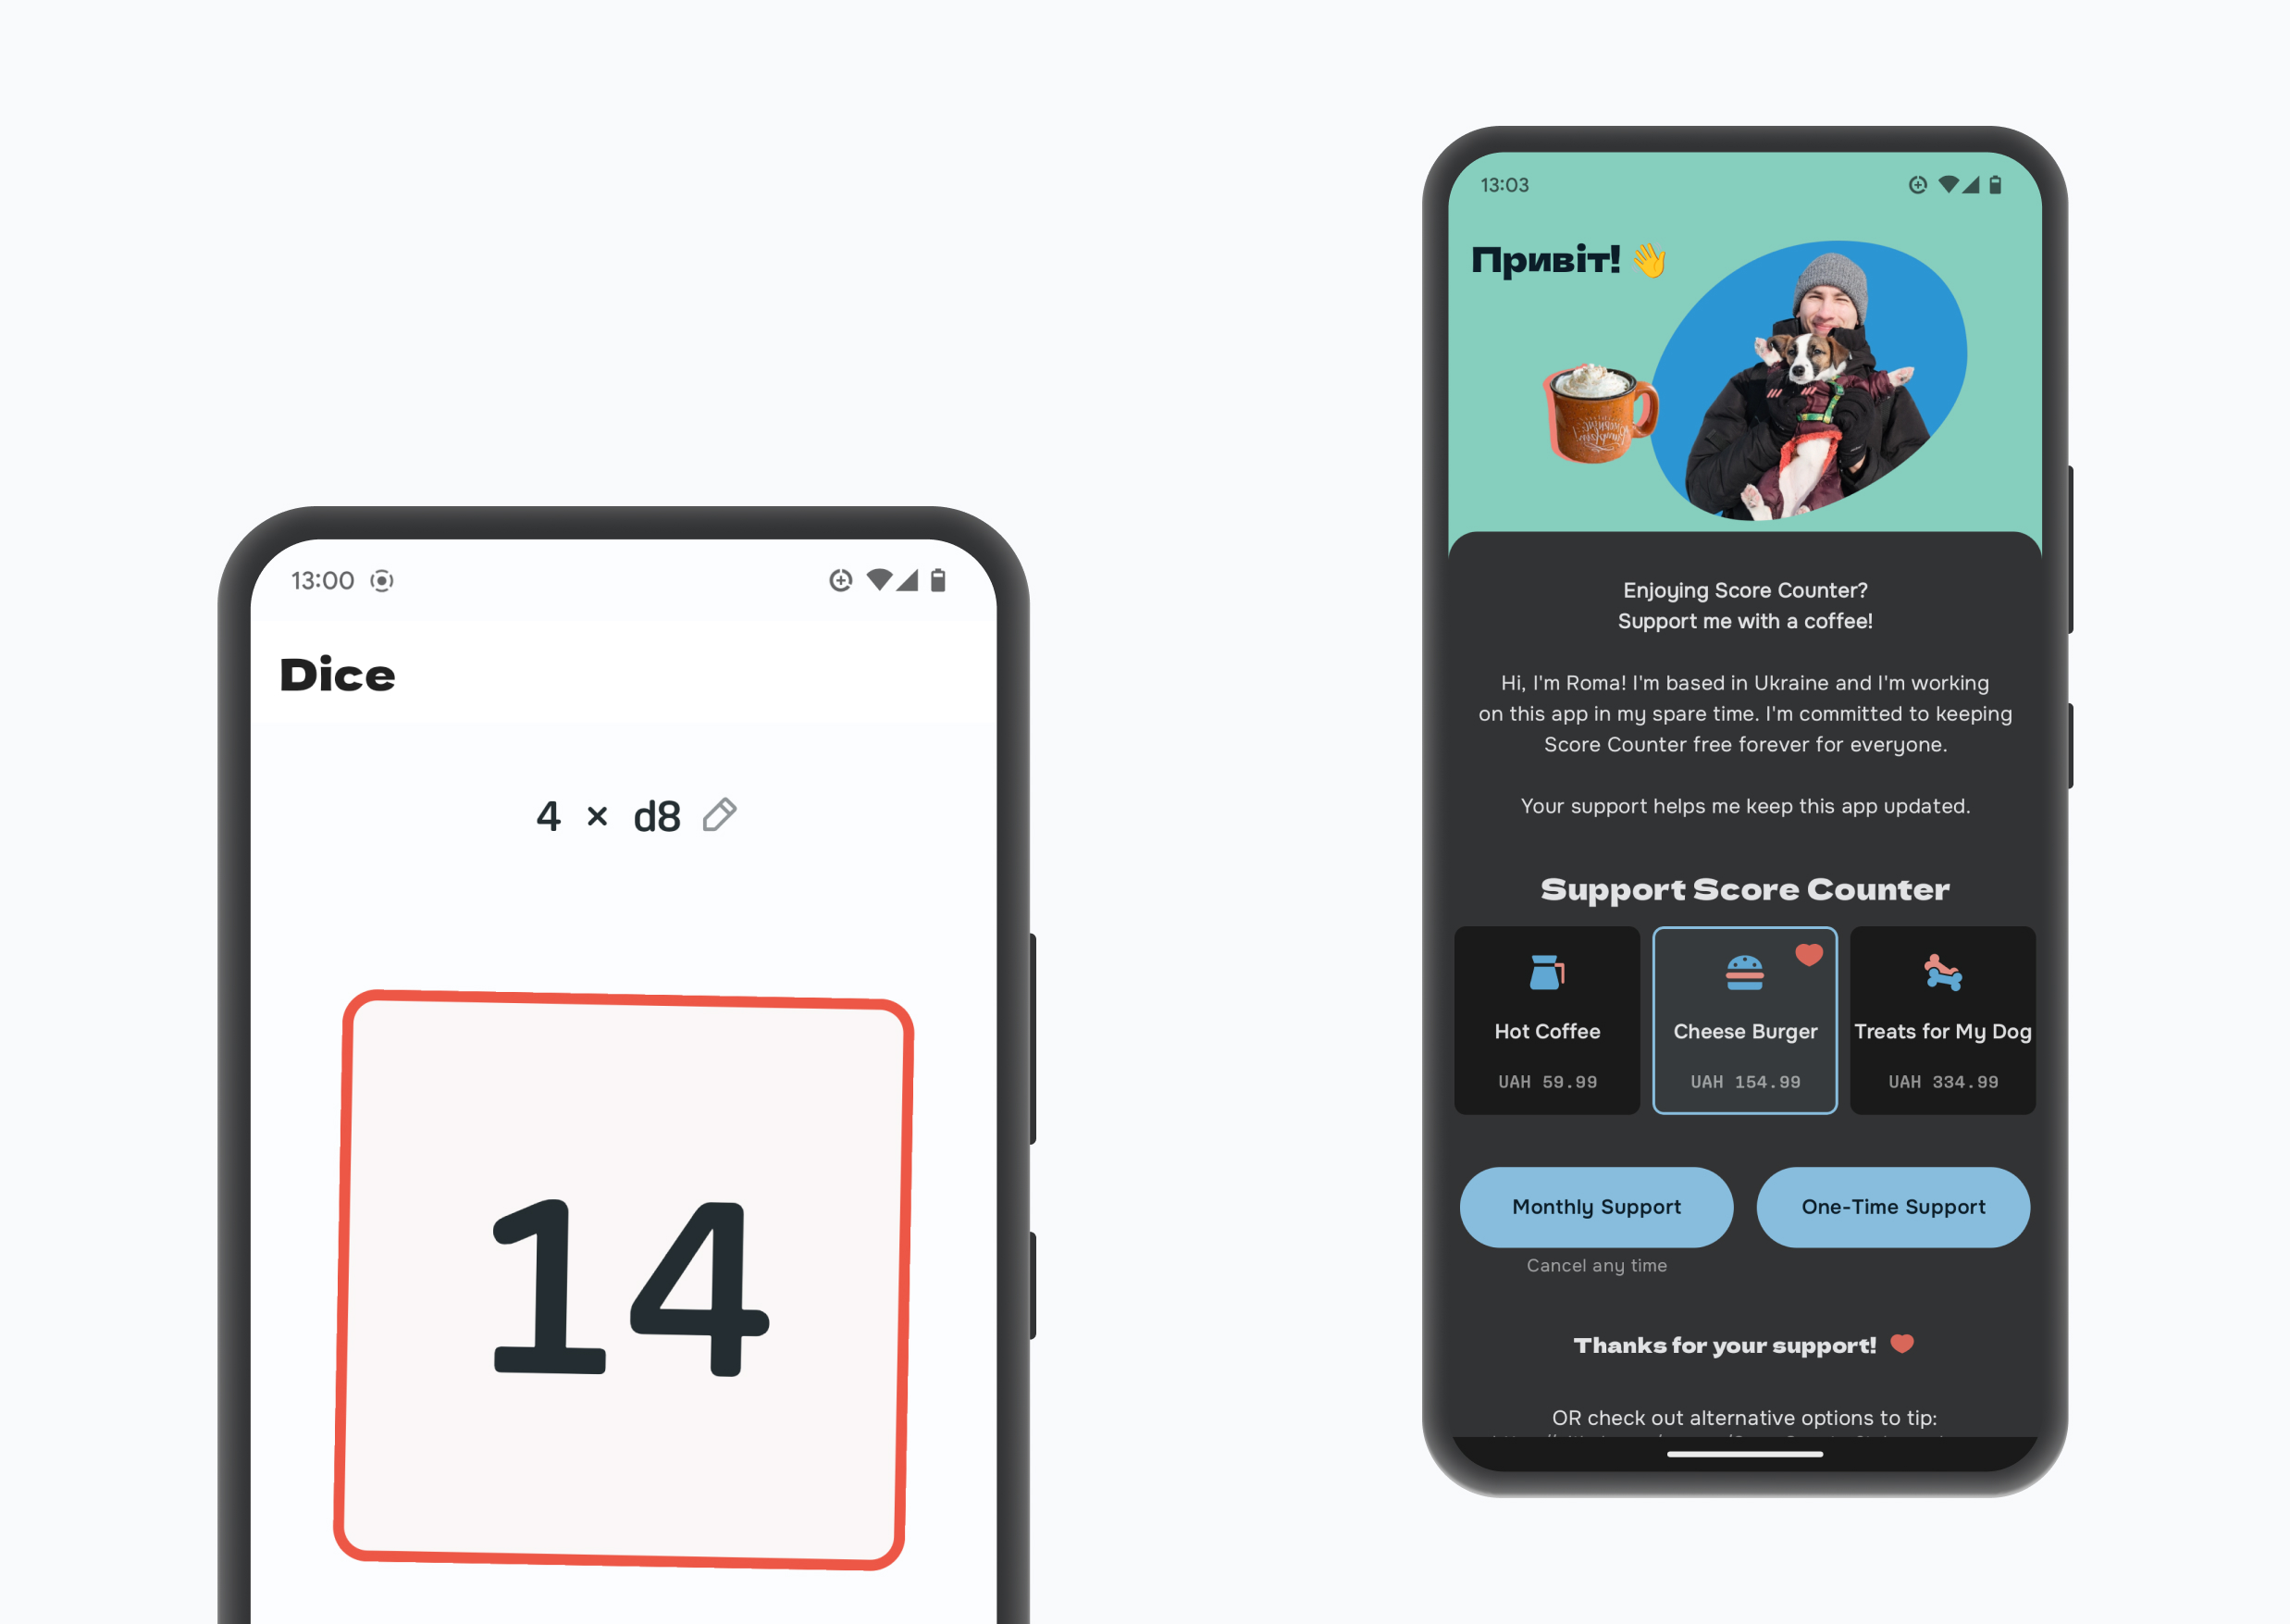 13:00
Dice
4 × d8
14
13:03
Привіт! 👋
Enjoying Score Counter?
Support me with a coffee!
Hi, I'm Roma! I'm based in Ukraine and I'm working
on this app in my spare time. I'm committed to keeping
Score Counter free forever for everyone.
Your support helps me keep this app updated.
Support Score Counter
Hot Coffee
UAH 59.99
Cheese Burger
UAH 154.99
Treats for My Dog
UAH 334.99
Monthly Support
One-Time Support
Cancel any time
Thanks for your support!
OR check out alternative options to tip: